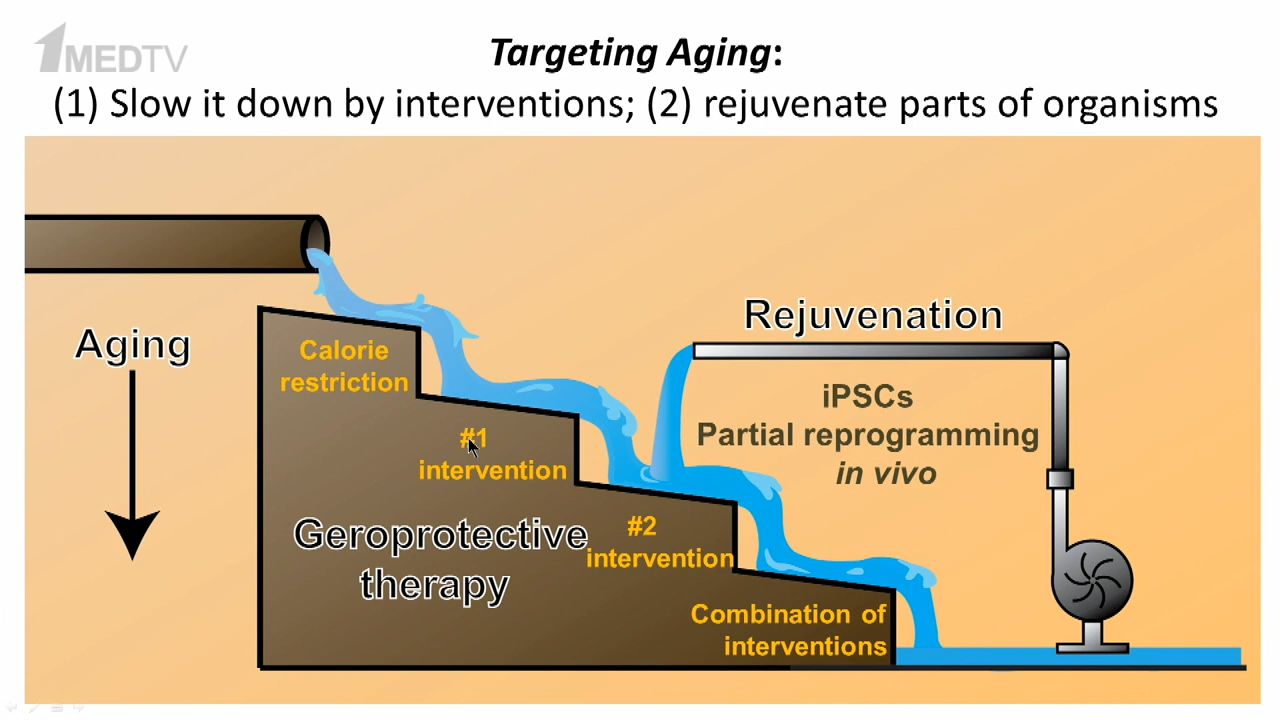 1MEDTV
Targeting Aging:
(1) Slow it down by interventions; (2) rejuvenate parts of organisms
Aging
Calorie
restriction
#1
intervention
#2
intervention
Combination of
interventions
Geroprotective
therapy
Rejuvenation
iPSCs
Partial reprogramming
in vivo